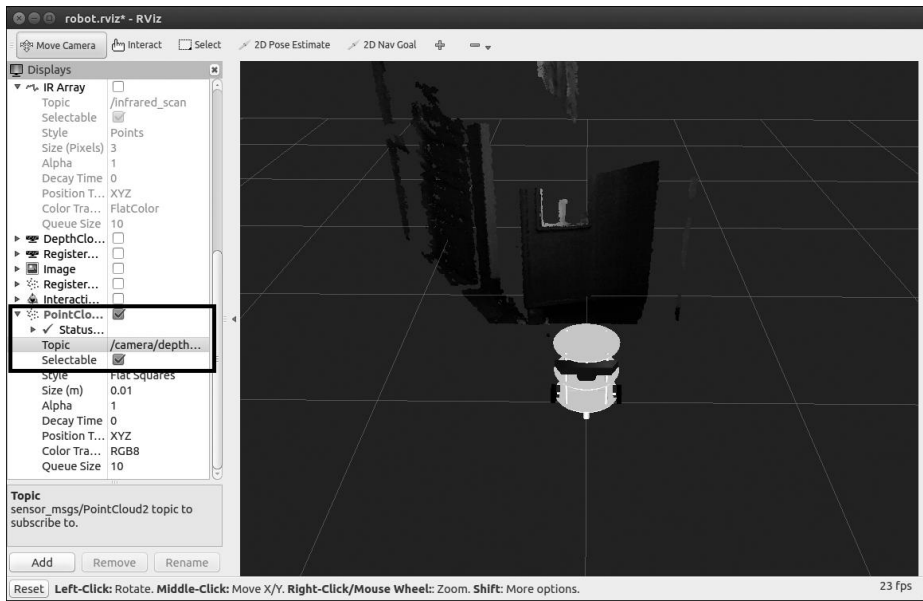 robot.rviz* - RViz
Move Camera Interact Select 2D Pose Estimate 2D Nav Goal
Displays
IR Array
Topic /infrared_scan
Selectable
Style Points
Size (Pixels) 3
Alpha 1
Decay Time 0
Position T... XYZ
Color Tra... FlatColor
Queue Size 10
DepthClo...
Register...
Image
Register...
Interacti...
PointClo...
Status...
Topic /camera/depth...
Selectable
Style Flat Squares
Size (m) 0.01
Alpha 1
Decay Time 0
Position T... XYZ
Color Tra... RGB8
Queue Size 10
Topic
sensor_msgs/PointCloud2 topic to
subscribe to.
Add Remove Rename
Reset Left-Click: Rotate. Middle-Click: Move X/Y. Right-Click/Mouse Wheel:: Zoom. Shift: More options. 23 fps